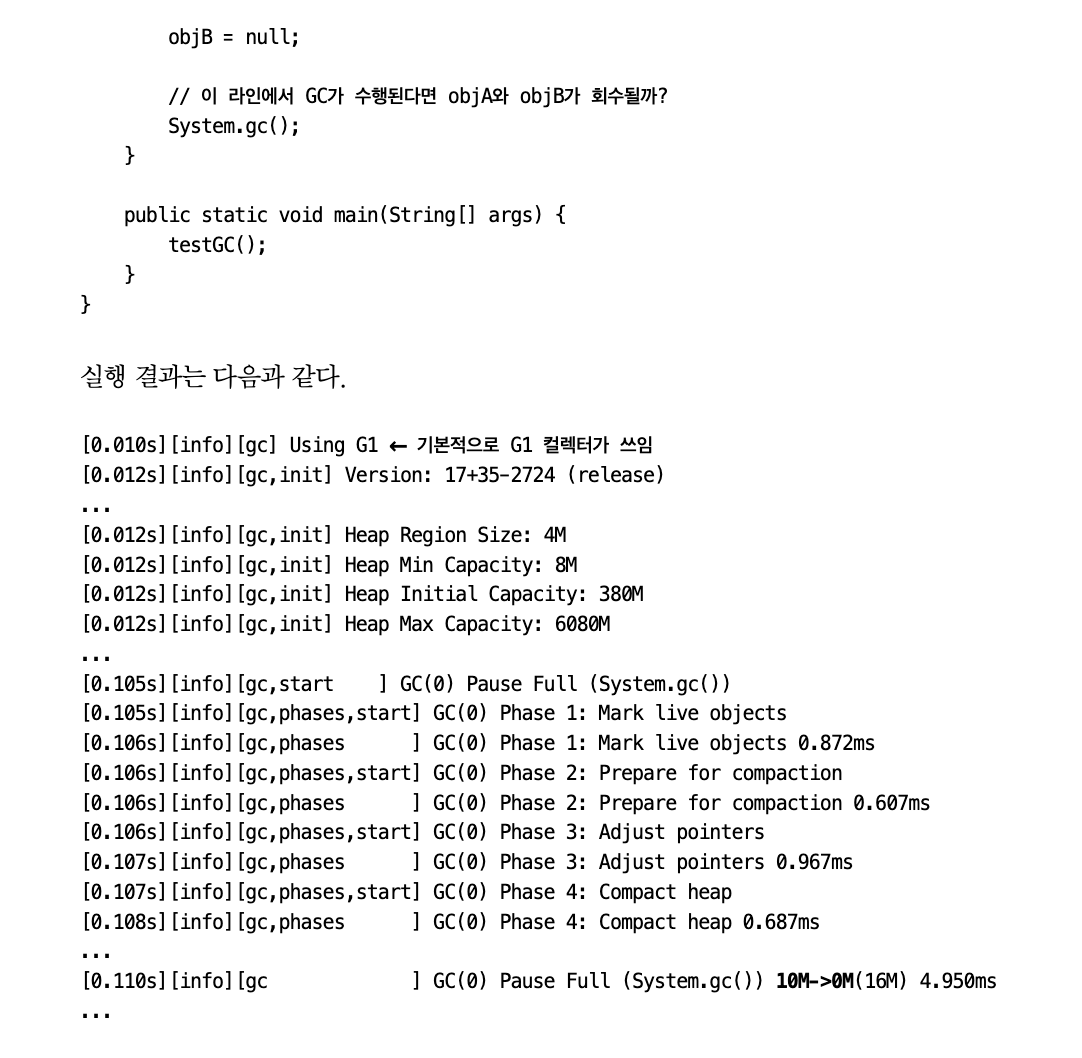 objB = null;
// 이 라인에서 GC가 수행된다면 objA와 objB가 회수될까?
System.gc();
}
public static void main(String[] args) {
testGC();
}
}
실행 결과는 다음과 같다.
[0.010s][info][gc] Using G1 ← 기본적으로 G1 컬렉터가 쓰임
[0.012s][info][gc,init] Version: 17+35-2724 (release)
...
[0.012s][info][gc,init] Heap Region Size: 4M
[0.012s][info][gc,init] Heap Min Capacity: 8M
[0.012s][info][gc,init] Heap Initial Capacity: 380M
[0.012s][info][gc,init] Heap Max Capacity: 6080M
...
[0.105s][info][gc,start    ] GC(0) Pause Full (System.gc())
[0.105s][info][gc,phases,start] GC(0) Phase 1: Mark live objects
[0.106s][info][gc,phases      ] GC(0) Phase 1: Mark live objects 0.872ms
[0.106s][info][gc,phases,start] GC(0) Phase 2: Prepare for compaction
[0.106s][info][gc,phases      ] GC(0) Phase 2: Prepare for compaction 0.607ms
[0.106s][info][gc,phases,start] GC(0) Phase 3: Adjust pointers
[0.107s][info][gc,phases      ] GC(0) Phase 3: Adjust pointers 0.967ms
[0.107s][info][gc,phases,start] GC(0) Phase 4: Compact heap
[0.108s][info][gc,phases      ] GC(0) Phase 4: Compact heap 0.687ms
...
[0.110s][info][gc             ] GC(0) Pause Full (System.gc()) 10M->0M(16M) 4.950ms
...